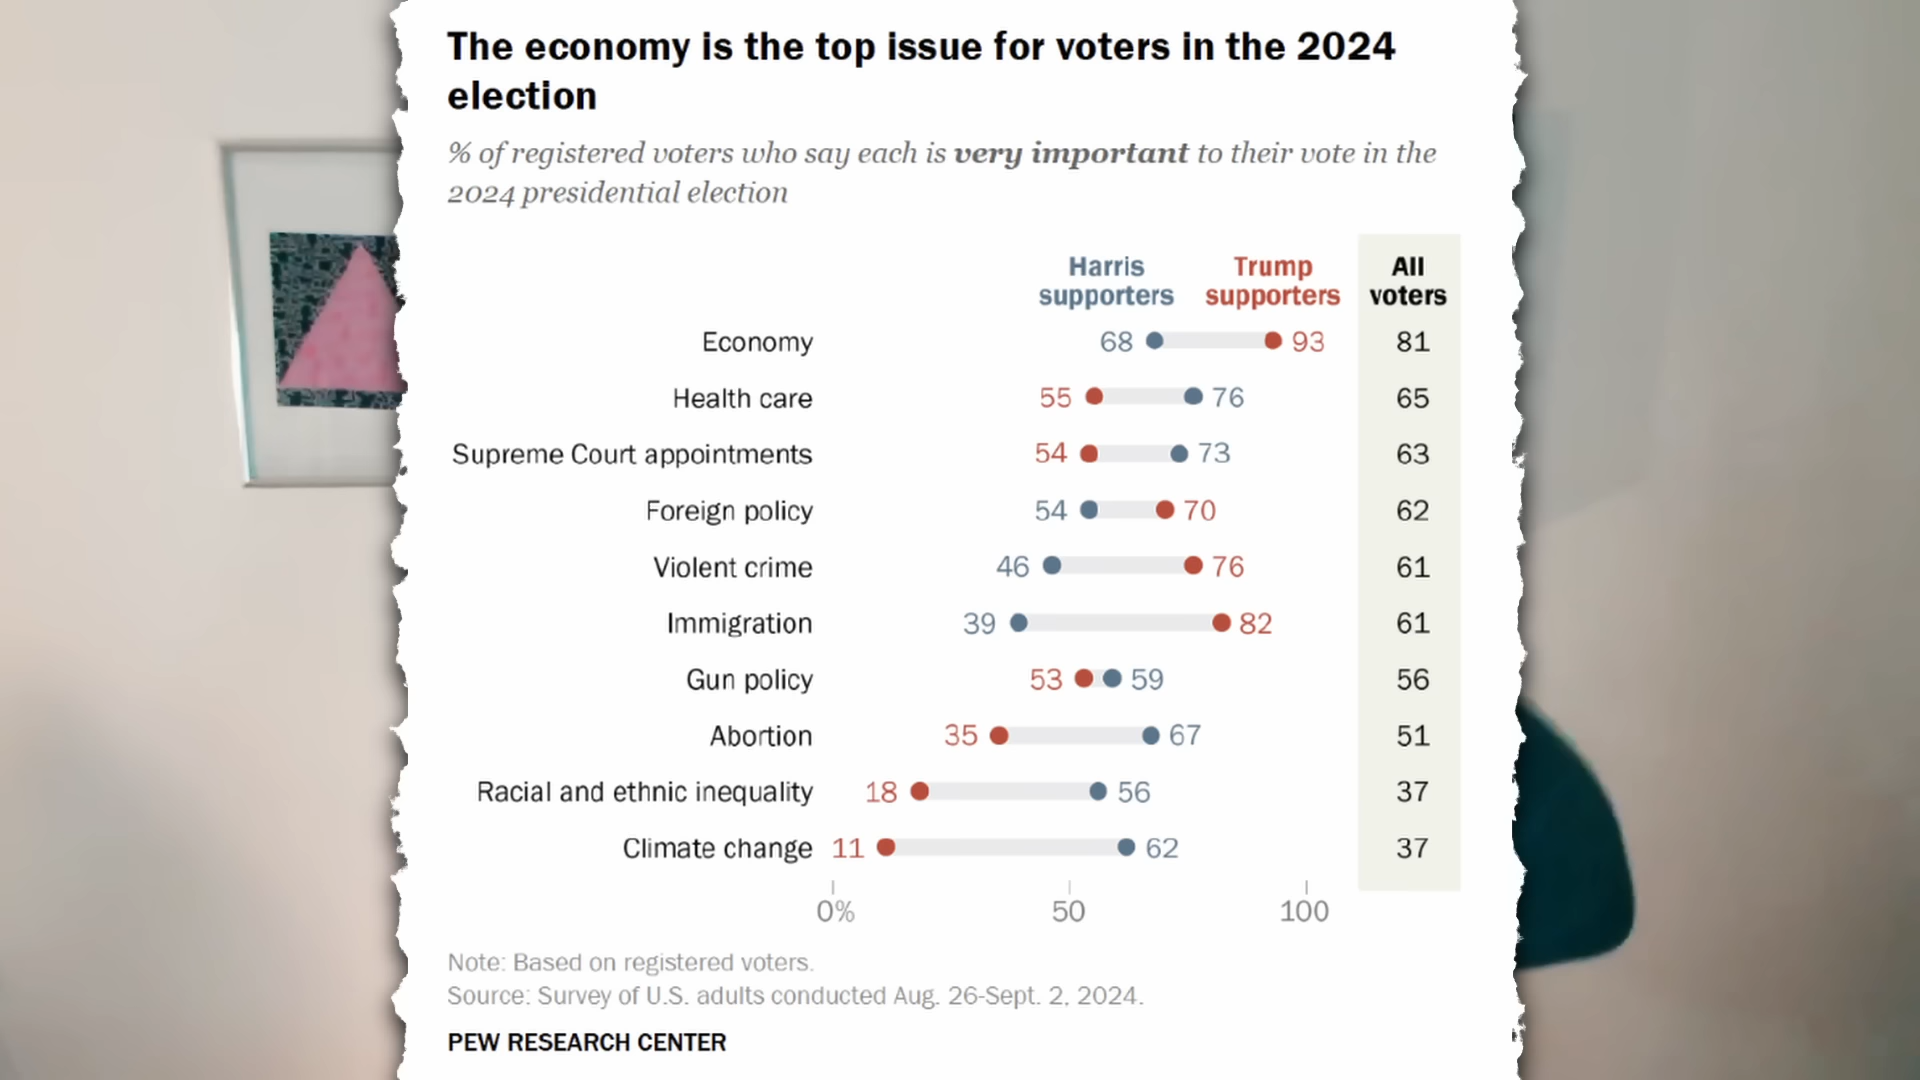 The economy is the top issue for voters in the 2024
election
% of registered voters who say each is very important to their vote in the
2024 presidential election
Harris supporters Trump supporters All voters
Economy 68 93 81
Health care 55 76 65
Supreme Court appointments 54 73 63
Foreign policy 54 70 62
Violent crime 46 76 61
Immigration 39 82 61
Gun policy 53 59 56
Abortion 35 67 51
Racial and ethnic inequality 18 56 37
Climate change 11 62 37
0% 50 100
Note: Based on registered voters.
Source: Survey of U.S. adults conducted Aug. 26-Sept. 2, 2024.
PEW RESEARCH CENTER